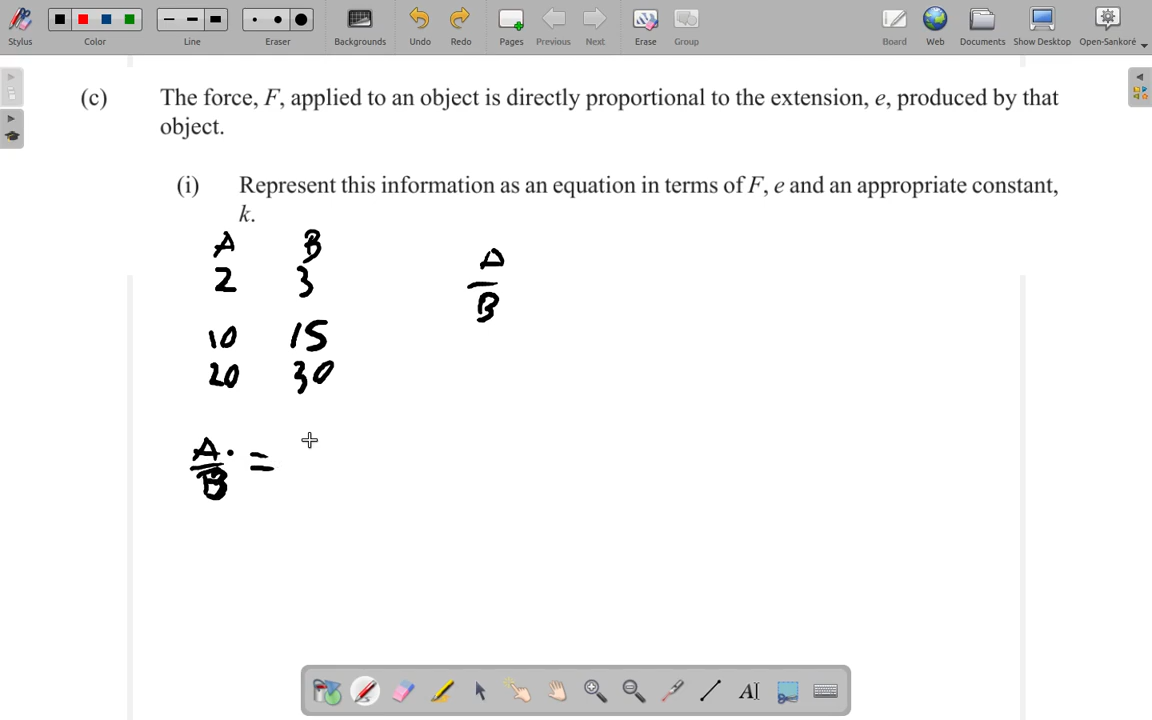 Stylus Color Line Eraser Backgrounds Undo Redo Pages Previous Next Erase Group Board Web Documents Show Desktop Open-Sankoré
(c) The force, F, applied to an object is directly proportional to the extension, e, produced by that
object.
(i) Represent this information as an equation in terms of F, e and an appropriate constant,
k.
A B
2 3
A
B
10 15
20 30
A
B =